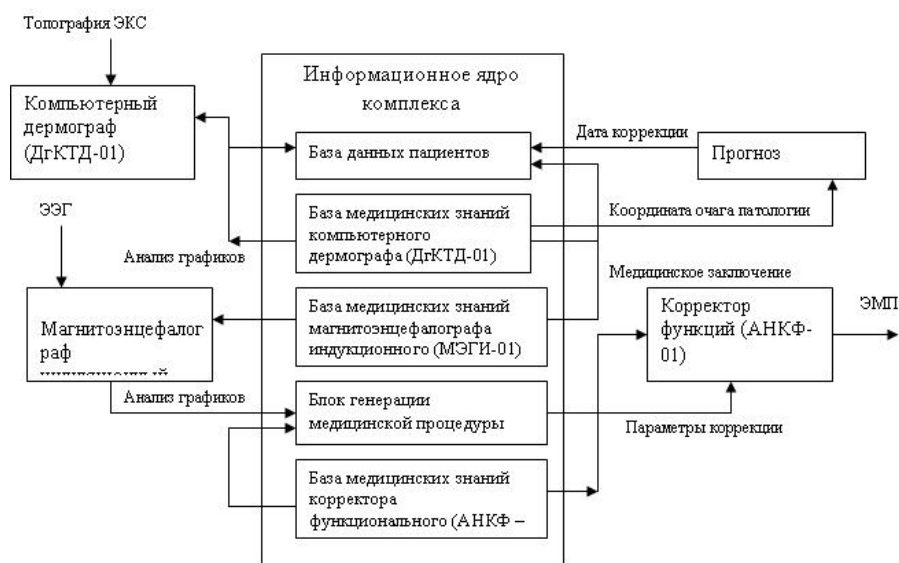 Топография ЭКС
Компьютерный
дермограф
(ДгКТД-01)
ЭЭГ
Анализ графиков
Магнитоэнцефалог
раф
Анализ графиков
Информационное ядро
комплекса
База данных пациентов
База медицинских знаний
компьютерного
дермографа (ДгКТД-01)
База медицинских знаний
магнитоэнцефалографа
индукционного (МЭГИ-01)
Блок генерации
медицинской процедуры
База медицинских знаний
корректора
функционального (АНКФ –
Дата коррекции
Прогноз
Координата очага патологии
Медицинское заключение
Корректор
функций (АНКФ-
01)
ЭМП
Параметры коррекции